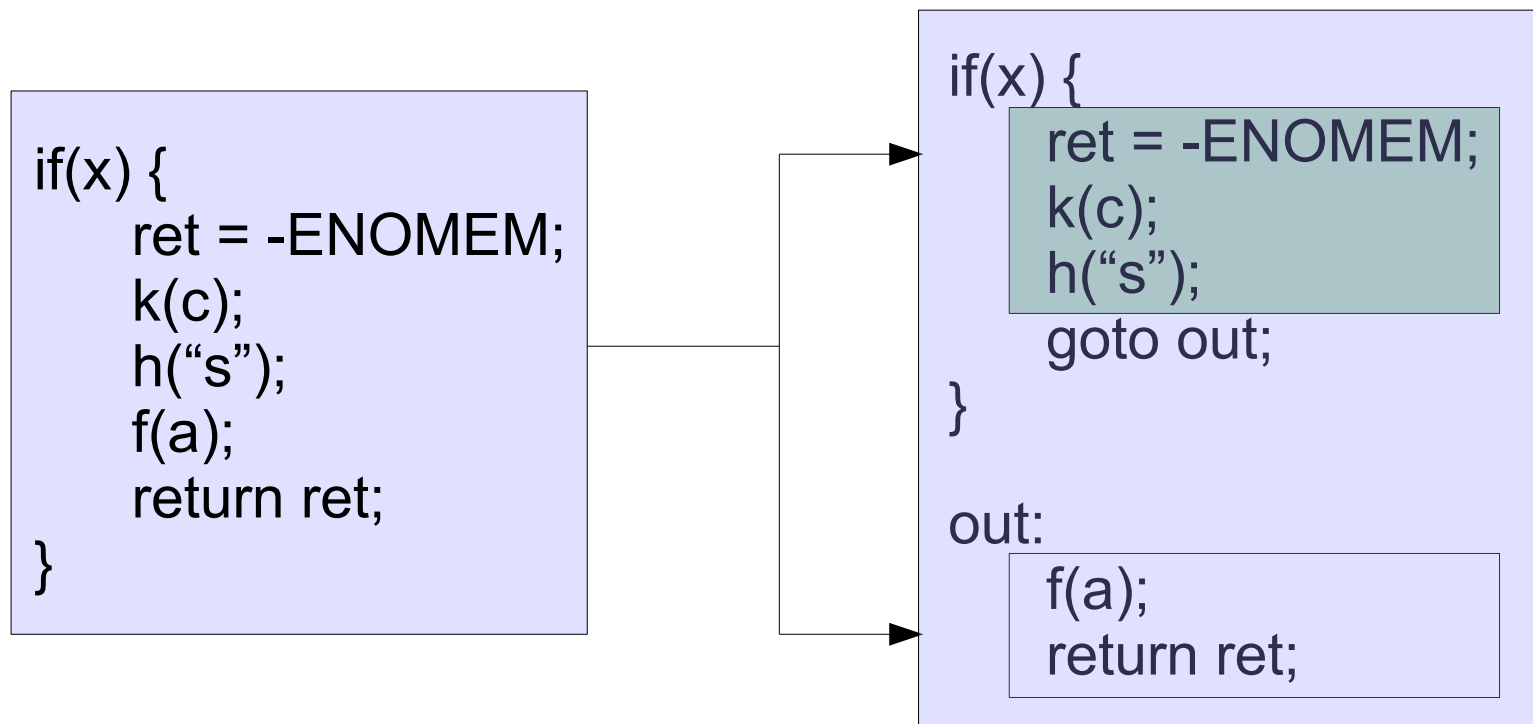 if(x) {
ret = -ENOMEM;
k(c);
h(“s”);
f(a);
return ret;
}
if(x) {
ret = -ENOMEM;
k(c);
h(“s”);
goto out;
}
out:
f(a);
return ret;